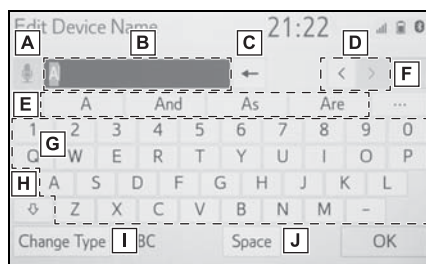 Edit Device Name 21:22
A B C D
A ← < > F
E A And As Are ...
1 2 3 4 5 6 7 8 9 0
G
Q W E R T Y U I O P
H A S D F G H J K L
Z X C V B N M -
Change Type I BC Space J OK